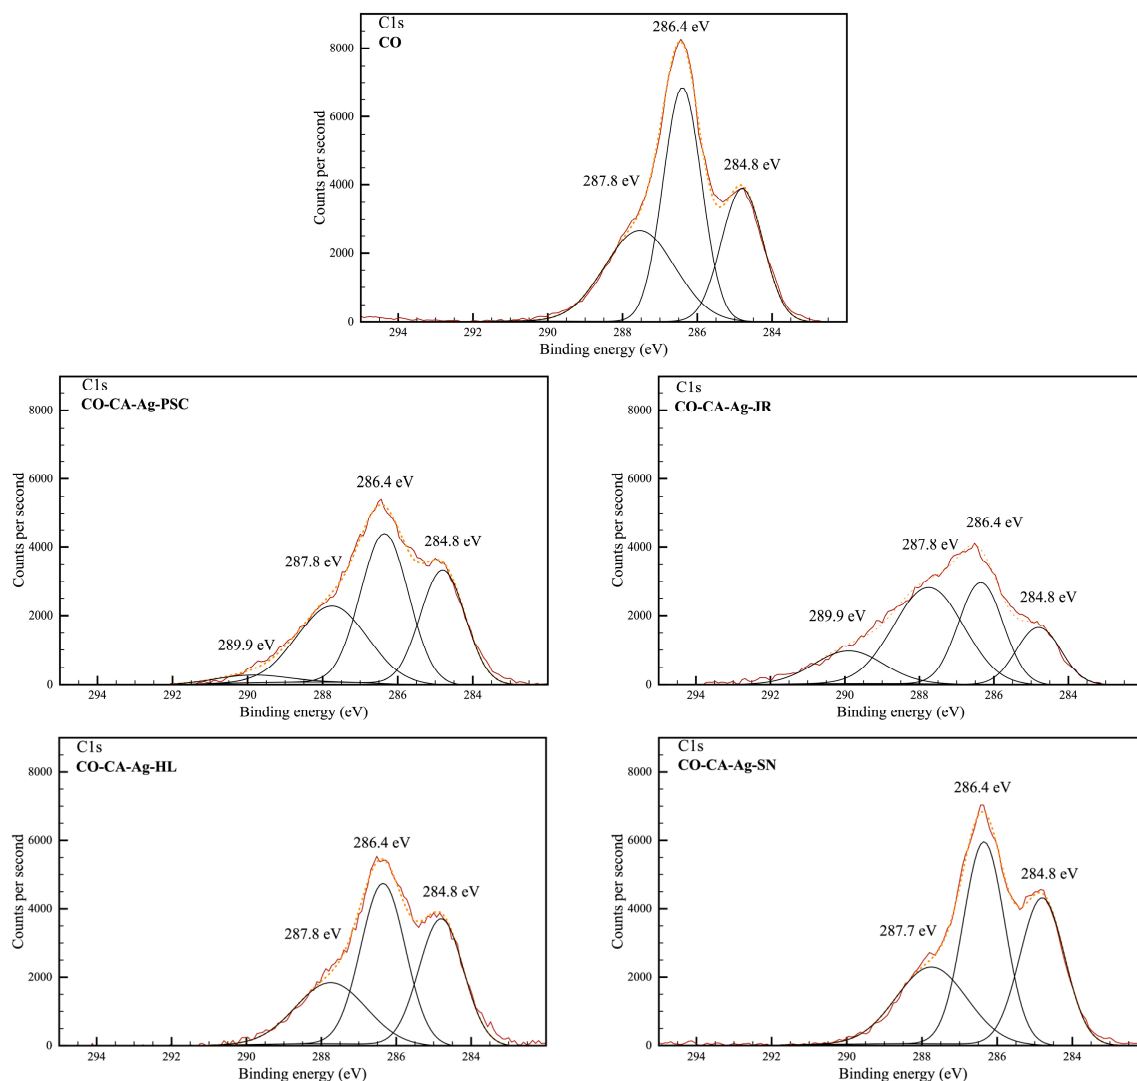 C1s
CO
286.4 eV
287.8 eV
284.8 eV
8000
6000
4000
2000
0
Counts per second
294
292
290
288
286
284
Binding energy (eV)
C1s
CO-CA-Ag-PSC
286.4 eV
287.8 eV
284.8 eV
289.9 eV
8000
6000
4000
2000
0
Counts per second
294
292
290
288
286
284
Binding energy (eV)
C1s
CO-CA-Ag-JR
286.4 eV
287.8 eV
284.8 eV
289.9 eV
8000
6000
4000
2000
0
Counts per second
294
292
290
288
286
284
Binding energy (eV)
C1s
CO-CA-Ag-HL
286.4 eV
284.8 eV
287.8 eV
8000
6000
4000
2000
0
Counts per second
294
292
290
288
286
284
Binding energy (eV)
C1s
CO-CA-Ag-SN
286.4 eV
284.8 eV
287.7 eV
8000
6000
4000
2000
0
Counts per second
294
292
290
288
286
284
Binding energy (eV)